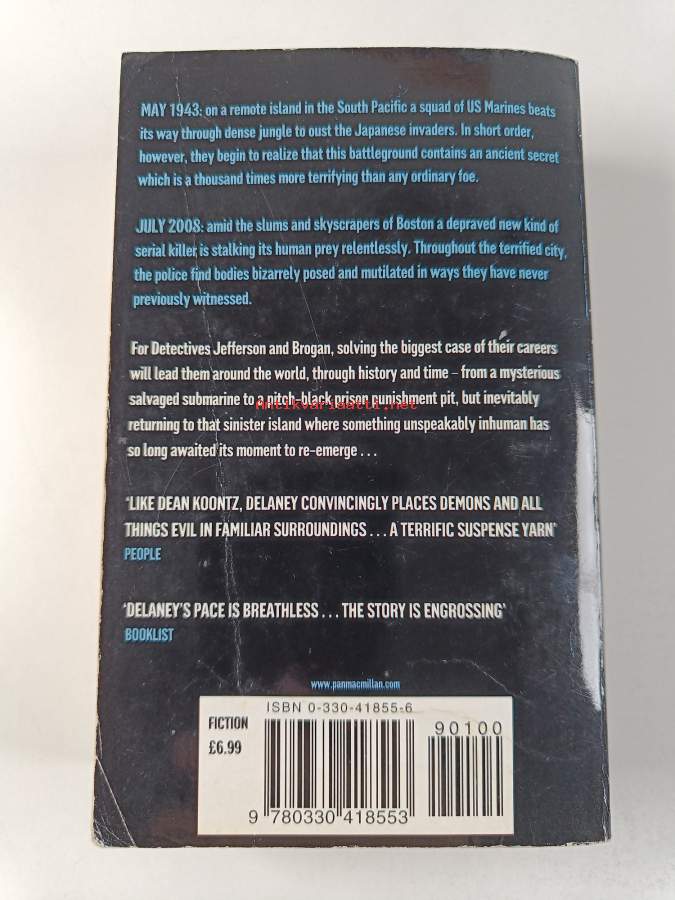 MAY 1943: on a remote island in the South Pacific a squad of US Marines beats
its way through dense jungle to oust the Japanese invaders. In short order,
however, they begin to realize that this battleground contains an ancient secret
which is a thousand times more terrifying than any ordinary foe.
JULY 2008: amid the slums and skyscrapers of Boston a depraved new kind of
serial killer is stalking its human prey relentlessly. Throughout the terrified city,
the police find bodies bizarrely posed and mutilated in ways they have never
previously witnessed.
For Detectives Jefferson and Brogan, solving the biggest case of their careers
will lead them around the world, through history and time – from a mysterious
salvaged submarine to a pitch-black prison punishment pit, but inevitably
Antikvariaatti.net
returning to that sinister island where something unspeakably inhuman has
so long awaited its moment to re-emerge . . .
'LIKE DEAN KOONTZ, DELANEY CONVINCINGLY PLACES DEMONS AND ALL
THINGS EVIL IN FAMILIAR SURROUNDINGS . . . A TERRIFIC SUSPENSE YARN'
PEOPLE
'DELANEY'S PACE IS BREATHLESS . . . THE STORY IS ENGROSSING'
BOOKLIST
www.panmacmillan.com
ISBN 0-330-41855-6
FICTION
£6.99
90100
9 780330 418553